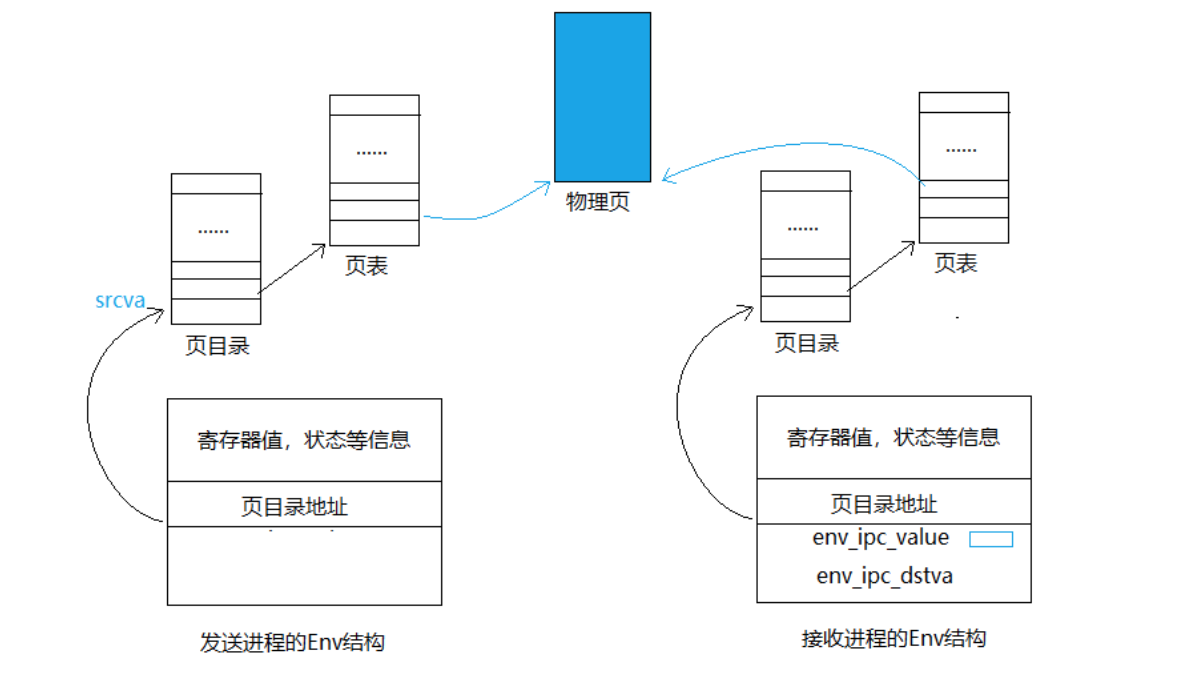 物理页
......
页表
......
页表
......
srcva
页目录
......
页目录
寄存器值，状态等信息
页目录地址
发送进程的Env结构
寄存器值，状态等信息
页目录地址
env_ipc_value
env_ipc_dstva
接收进程的Env结构